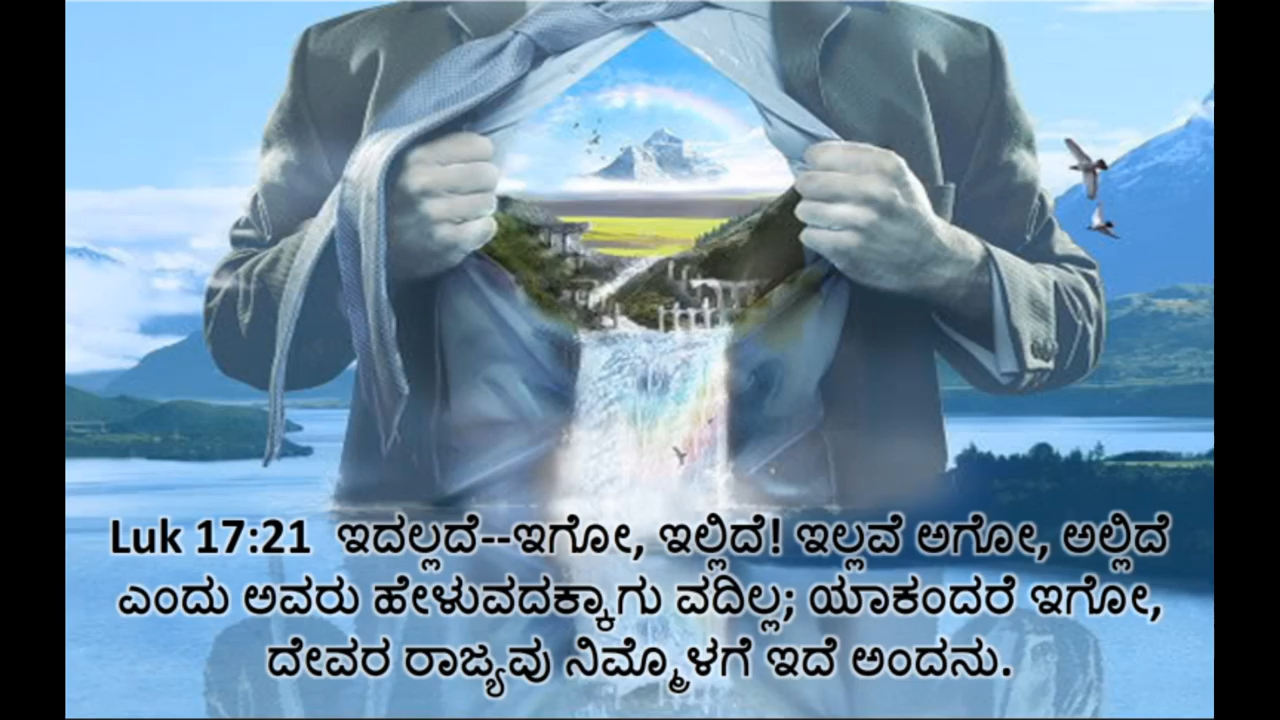 Luk 17:21 ಇದಲ್ಲದೆ--ಇಗೋ, ಇಲ್ಲಿದೆ! ಇಲ್ಲವೆ ಅಗೋ, ಅಲ್ಲಿದೆ
ಎಂದು ಅವರು ಹೇಳುವದಕ್ಕಾಗು ವದಿಲ್ಲ; ಯಾಕಂದರೆ ಇಗೋ,
ದೇವರ ರಾಜ್ಯವು ನಿಮ್ಮೊಳಗೆ ಇದೆ ಅಂದನು.